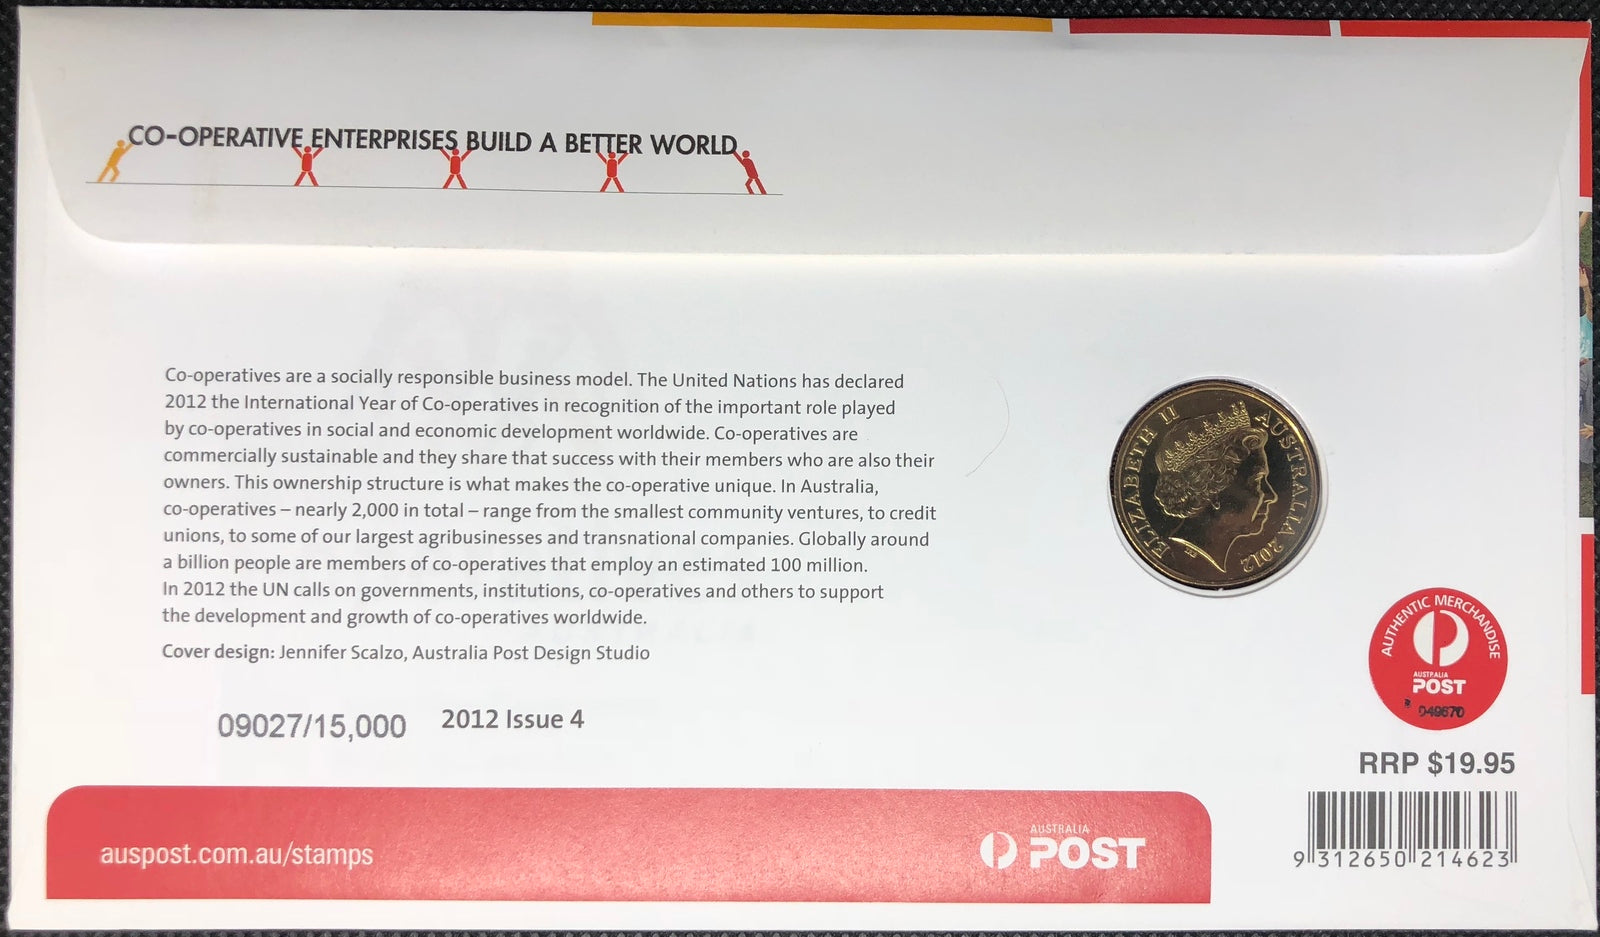 CO-OPERATIVE ENTERPRISES BUILD A BETTER WORLD
Co-operatives are a socially responsible business model. The United Nations has declared
2012 the International Year of Co-operatives in recognition of the important role played
by co-operatives in social and economic development worldwide. Co-operatives are
commercially sustainable and they share that success with their members who are also their
owners. This ownership structure is what makes the co-operative unique. In Australia,
co-operatives – nearly 2,000 in total – range from the smallest community ventures, to credit
unions, to some of our largest agribusinesses and transnational companies. Globally around
a billion people are members of co-operatives that employ an estimated 100 million.
In 2012 the UN calls on governments, institutions, co-operatives and others to support
the development and growth of co-operatives worldwide.
Cover design: Jennifer Scalzo, Australia Post Design Studio
09027/15,000
2012 Issue 4
ELIZABETH II
AUSTRALIA 2012
AUTHENTIC MERCHANDISE
AUSTRALIA
POST
RRP $19.95
9 312650 214623
auspost.com.au/stamps
AUSTRALIA
POST